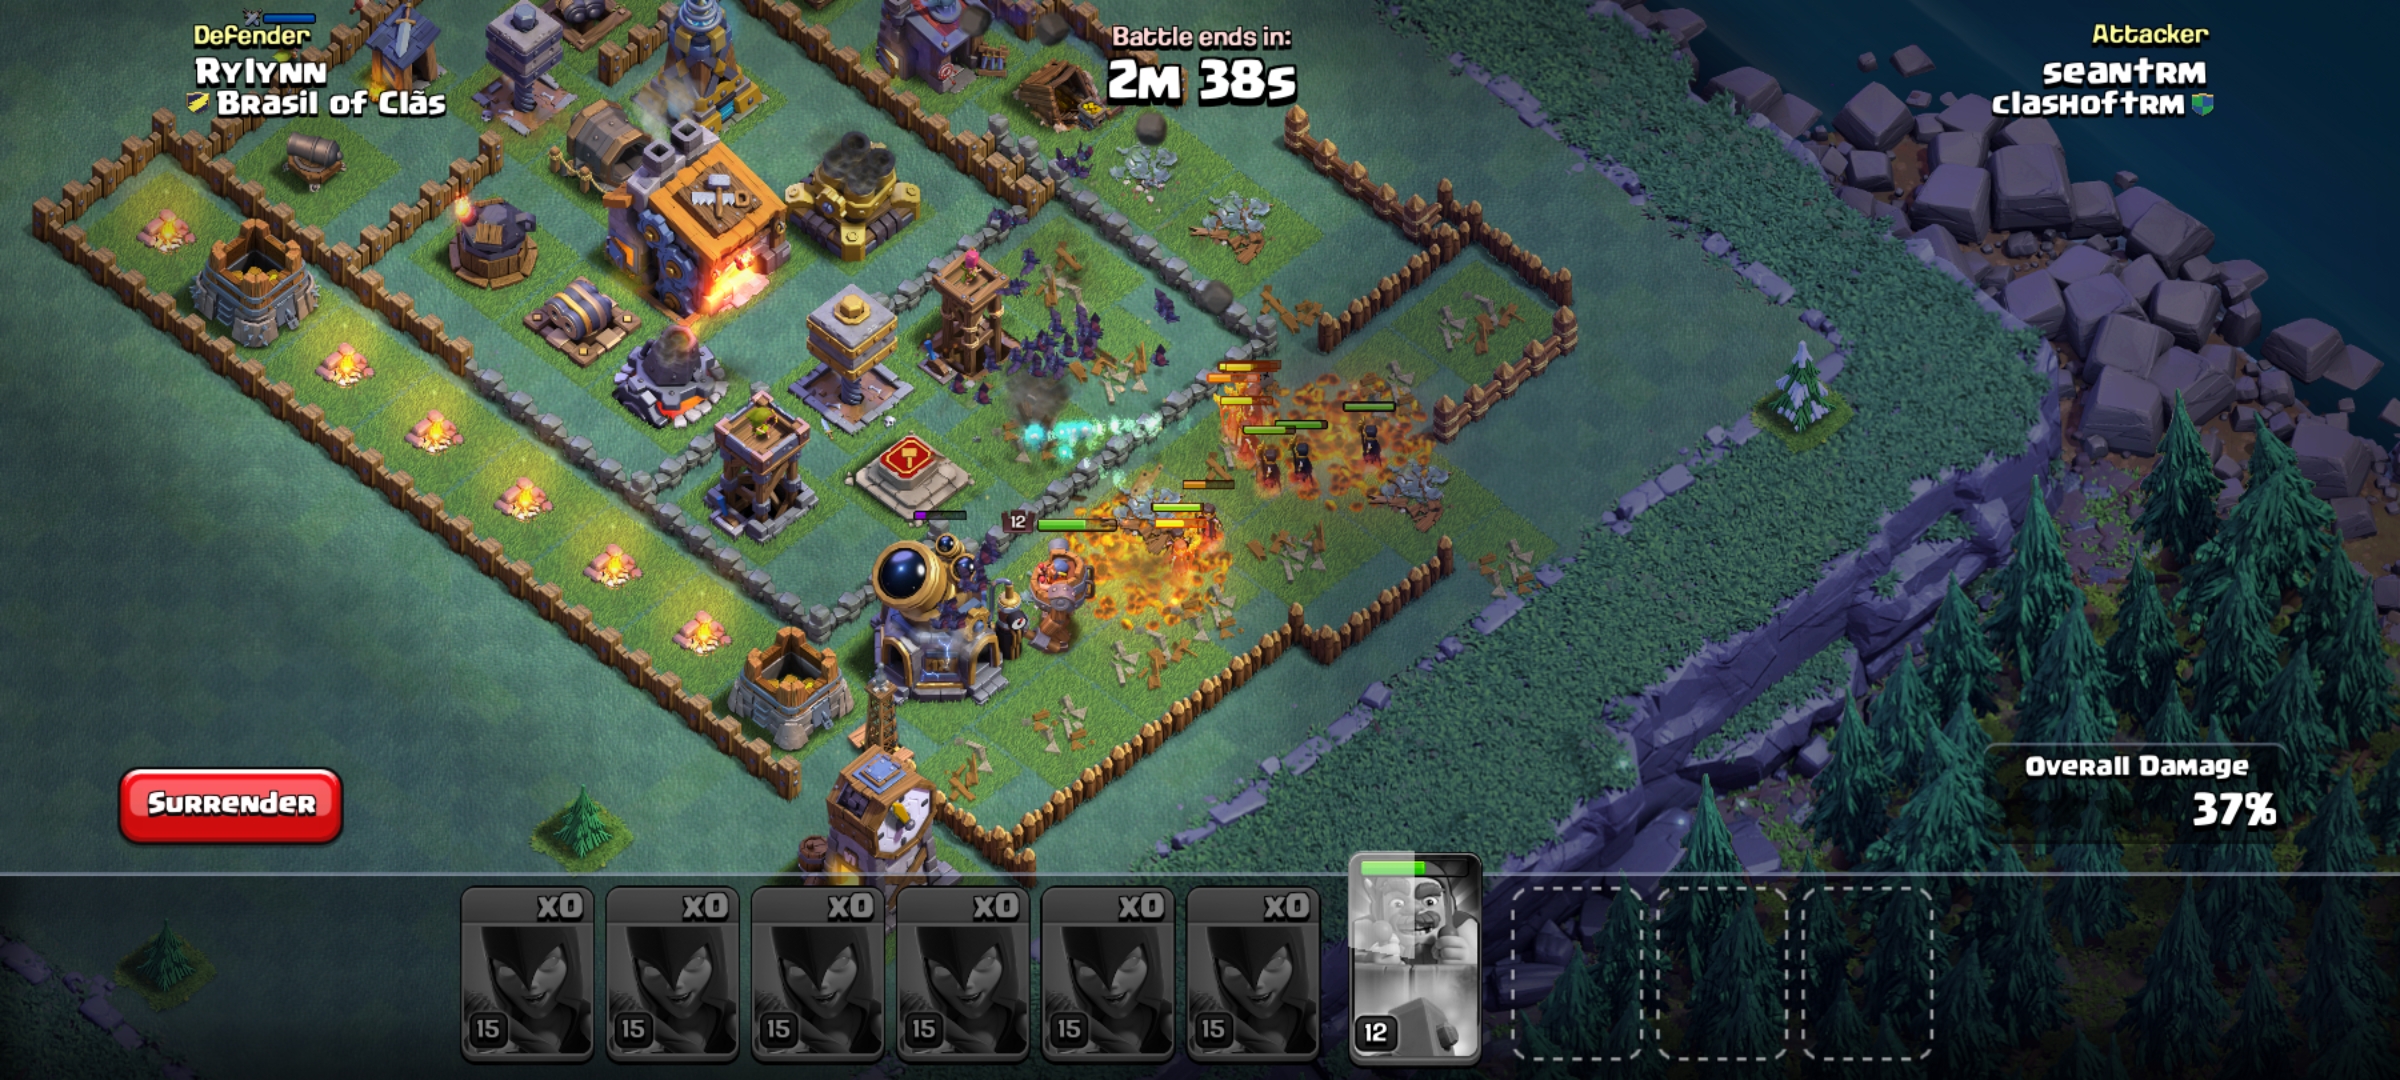 Defender
Rylynn
Brasil of Clãs
Battle ends in:
2m 38s
Attacker
seantrm
clashoftrm
12
Surrender
Overall Damage
37%
x0
x0
x0
x0
x0
x0
15
15
15
15
15
15
12